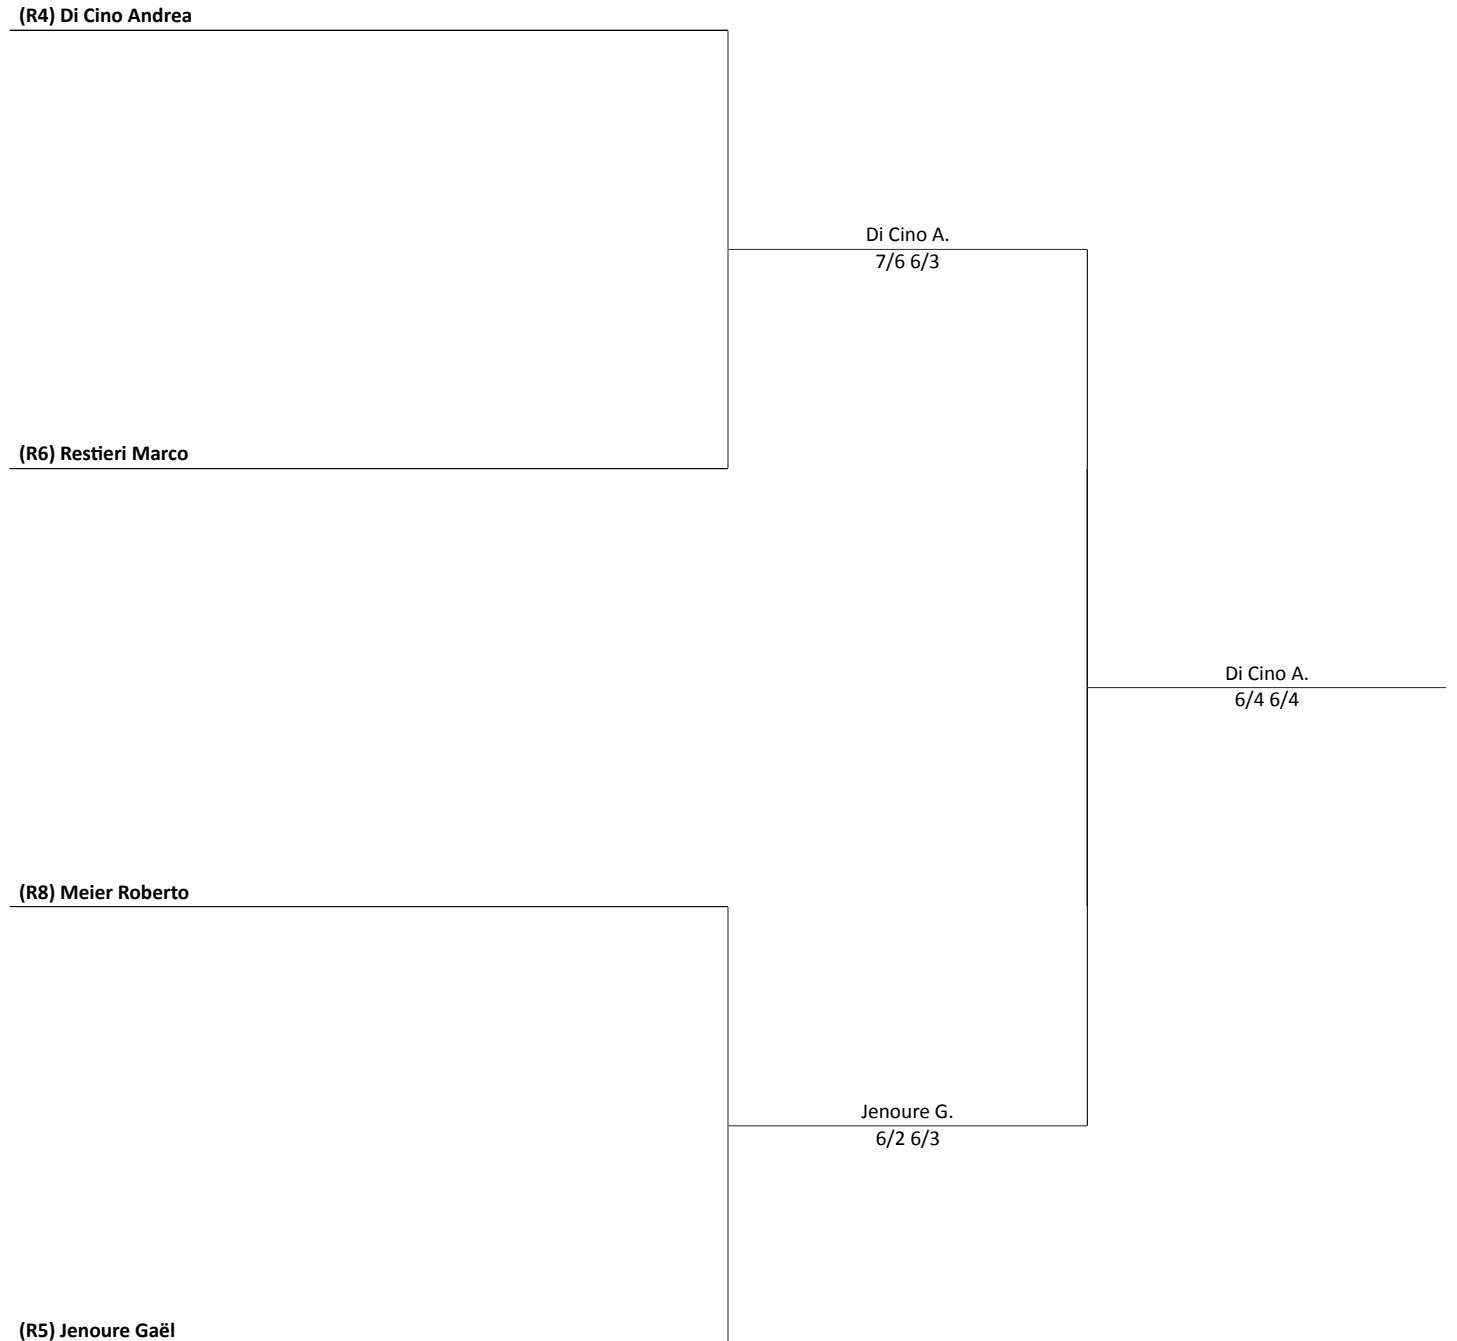 (R4) Di Cino Andrea
Di Cino A.
7/6 6/3
(R6) Restieri Marco
Di Cino A.
6/4 6/4
(R8) Meier Roberto
Jenoure G.
6/2 6/3
(R5) Jenoure Gaël